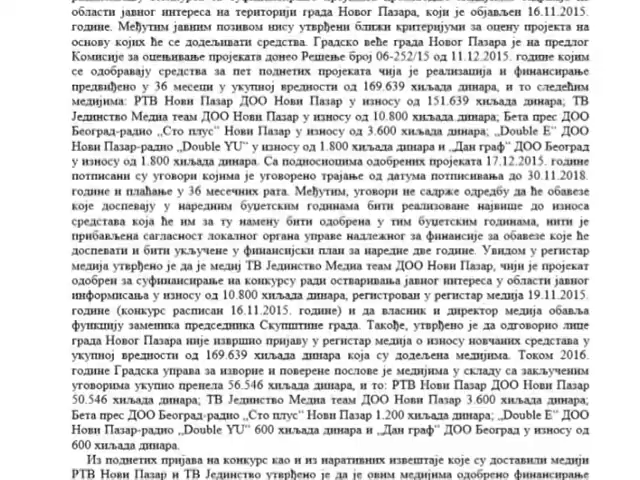 области јавног интереса на територији града Новог Пазара, који је објављен 16.11.2015.
године. Међутим јавним позивом нису утврђени ближи критеријуми за оцену пројекта на
основу којих ће се додељивати средства. Градско веће града Новог Пазара је на предлог
Комисије за оцењивање пројеката донео Решење број 06-252/15 од 11.12.2015. године којим
се одобравају средства за пет поднетих пројеката чија је реализација и финансирање
предвиђено у 36 месеци у укупној вредности од 169.639 хиљада динара, и то следећим
медијима: РТВ Нови Пазар ДОО Нови Пазар у износу од 151.639 хиљада динара; ТВ
Јединство Медиа теам ДОО Нови Пазар у износу од 10.800 хиљада динара; Бета прес ДОО
Београд-радио „Сто плус" Нови Пазар у износу од 3.600 хиљада динара; „Double E" ДОО
Нови Пазар-радио „Double YU" у износу од 1.800 хиљада динара и „Дан граф" ДОО Београд
у износу од 1.800 хиљада динара. Са подносиоцима одобрених пројеката 17.12.2015. године
потписани су уговори којима је уговорено трајање од датума потписивања до 30.11.2018.
године и плаћање у 36 месечних рата. Међутим, уговори не садрже одредбу да ће обавезе
које доспевају у наредним буџетским годинама бити реализоване највише до износа
средстава која ће им за ту намену бити одобрена у тим буџетским годинама, нити је
прибављена сагласност локалног органа управе надлежног за финансије за обавезе које ће
доспевати и бити укључене у финансијски план за наредне две године. Увидом у регистар
медија утврђено је да је медиј ТВ Јединство Медиа теам ДОО Нови Пазар, чији је пројекат
одобрен за суфинансирање на конкурсу ради остваривања јавног интереса у области јавног
информисања у износу од 10.800 хиљада динара, регистрован у регистар медија 19.11.2015.
године (конкурс расписан 16.11.2015. године) и да власник и директор медија обавља
функцију заменика председника Скупштине града. Такође, утврђено је да одговорно лице
града Новог Пазара није извршио пријаву у регистар медија о износу новчаних средстава у
укупној вредности од 169.639 хиљада динара која су додељена медијима. Током 2016.
године Градска управа за изворне и поверене послове је медијима у складу са закљученим
уговорима укупно пренела 56.546 хиљада динара, и то: РТВ Нови Пазар ДОО Нови Пазар
50.546 хиљада динара; ТВ Јединство Медиа теам ДОО Нови Пазар 3.600 хиљада динара;
Бета прес ДОО Београд-радио „Сто плус" Нови Пазар 1.200 хиљада динара; „Double E" ДОО
Нови Пазар-радио „Double YU" 600 хиљада динара и „Дан граф" ДОО Београд у износу од
600 хиљада динара.
Из поднетих пријава на конкурс као и из наративних извештаје које су доставили медији
РТВ Нови Пазар и ТВ Јединство утврђено је да је овим медијима одобрено финансирање